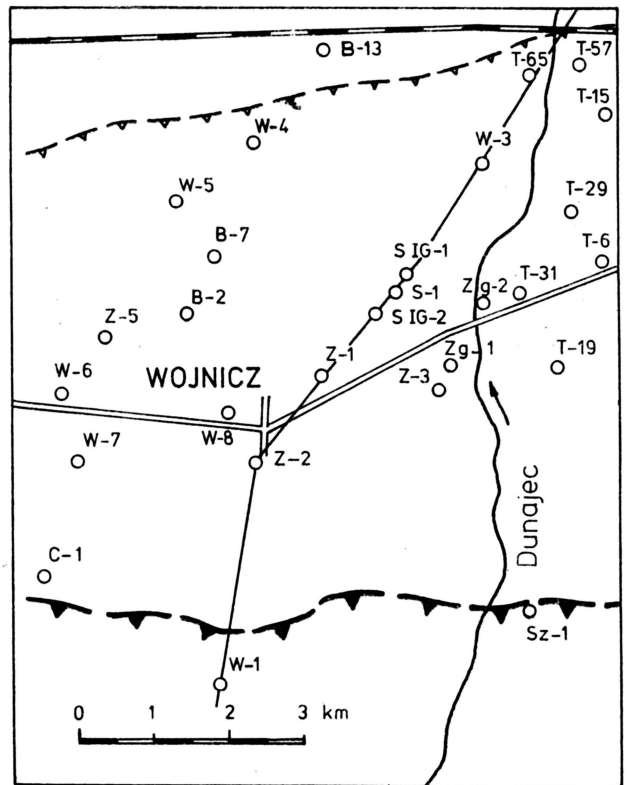 B-13
T-57
T-65
T-15
W-4
W-3
W-5
T-29
B-7
S IG-1
T-6
Zg-2
T-31
S-1
B-2
S IG-2
Z-5
Z-1
Zg-1
T-19
W-6
WOJNICZ
Z-3
W-8
W-7
Z-2
Dunajec
C-1
Sz-1
W-1
0 1 2 3 km